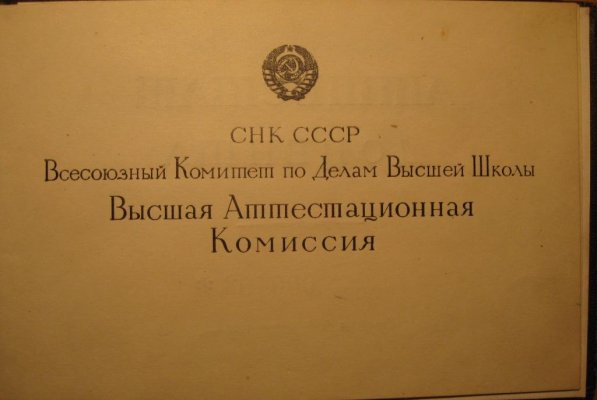 СНК СССР
Всесоюзный Комитет по Делам Высшей Школы
Высшая Аттестационная
Комиссия